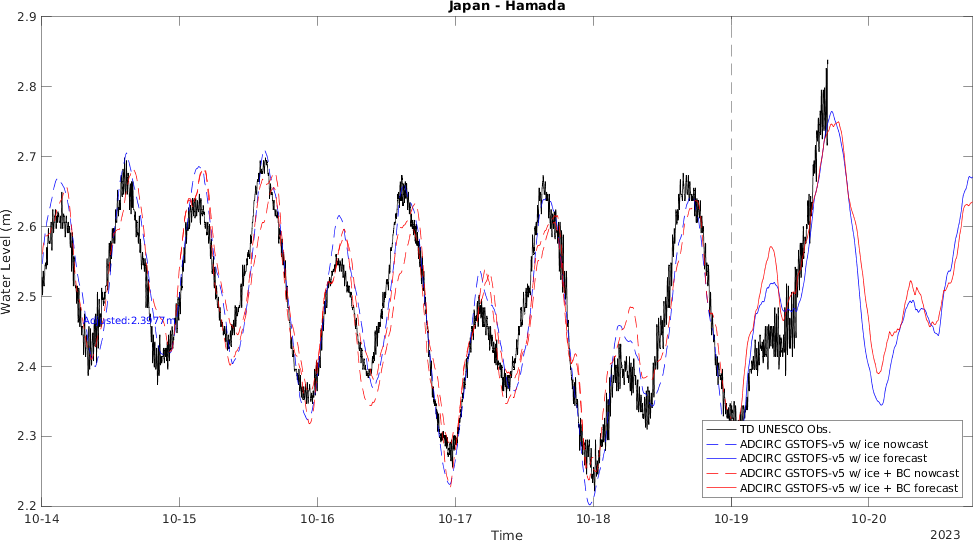 Japan - Hamada
2.9
2.8
2.7
2.6
2.5
2.4
2.3
2.2
Water Level (m)
Adjusted:2.3977m
TD UNESCO Obs.
ADCIRC GSTOFS-v5 w/ ice nowcast
ADCIRC GSTOFS-v5 w/ ice forecast
ADCIRC GSTOFS-v5 w/ ice + BC nowcast
ADCIRC GSTOFS-v5 w/ ice + BC forecast
10-14 10-15 10-16 10-17 10-18 10-19 10-20
Time
2023